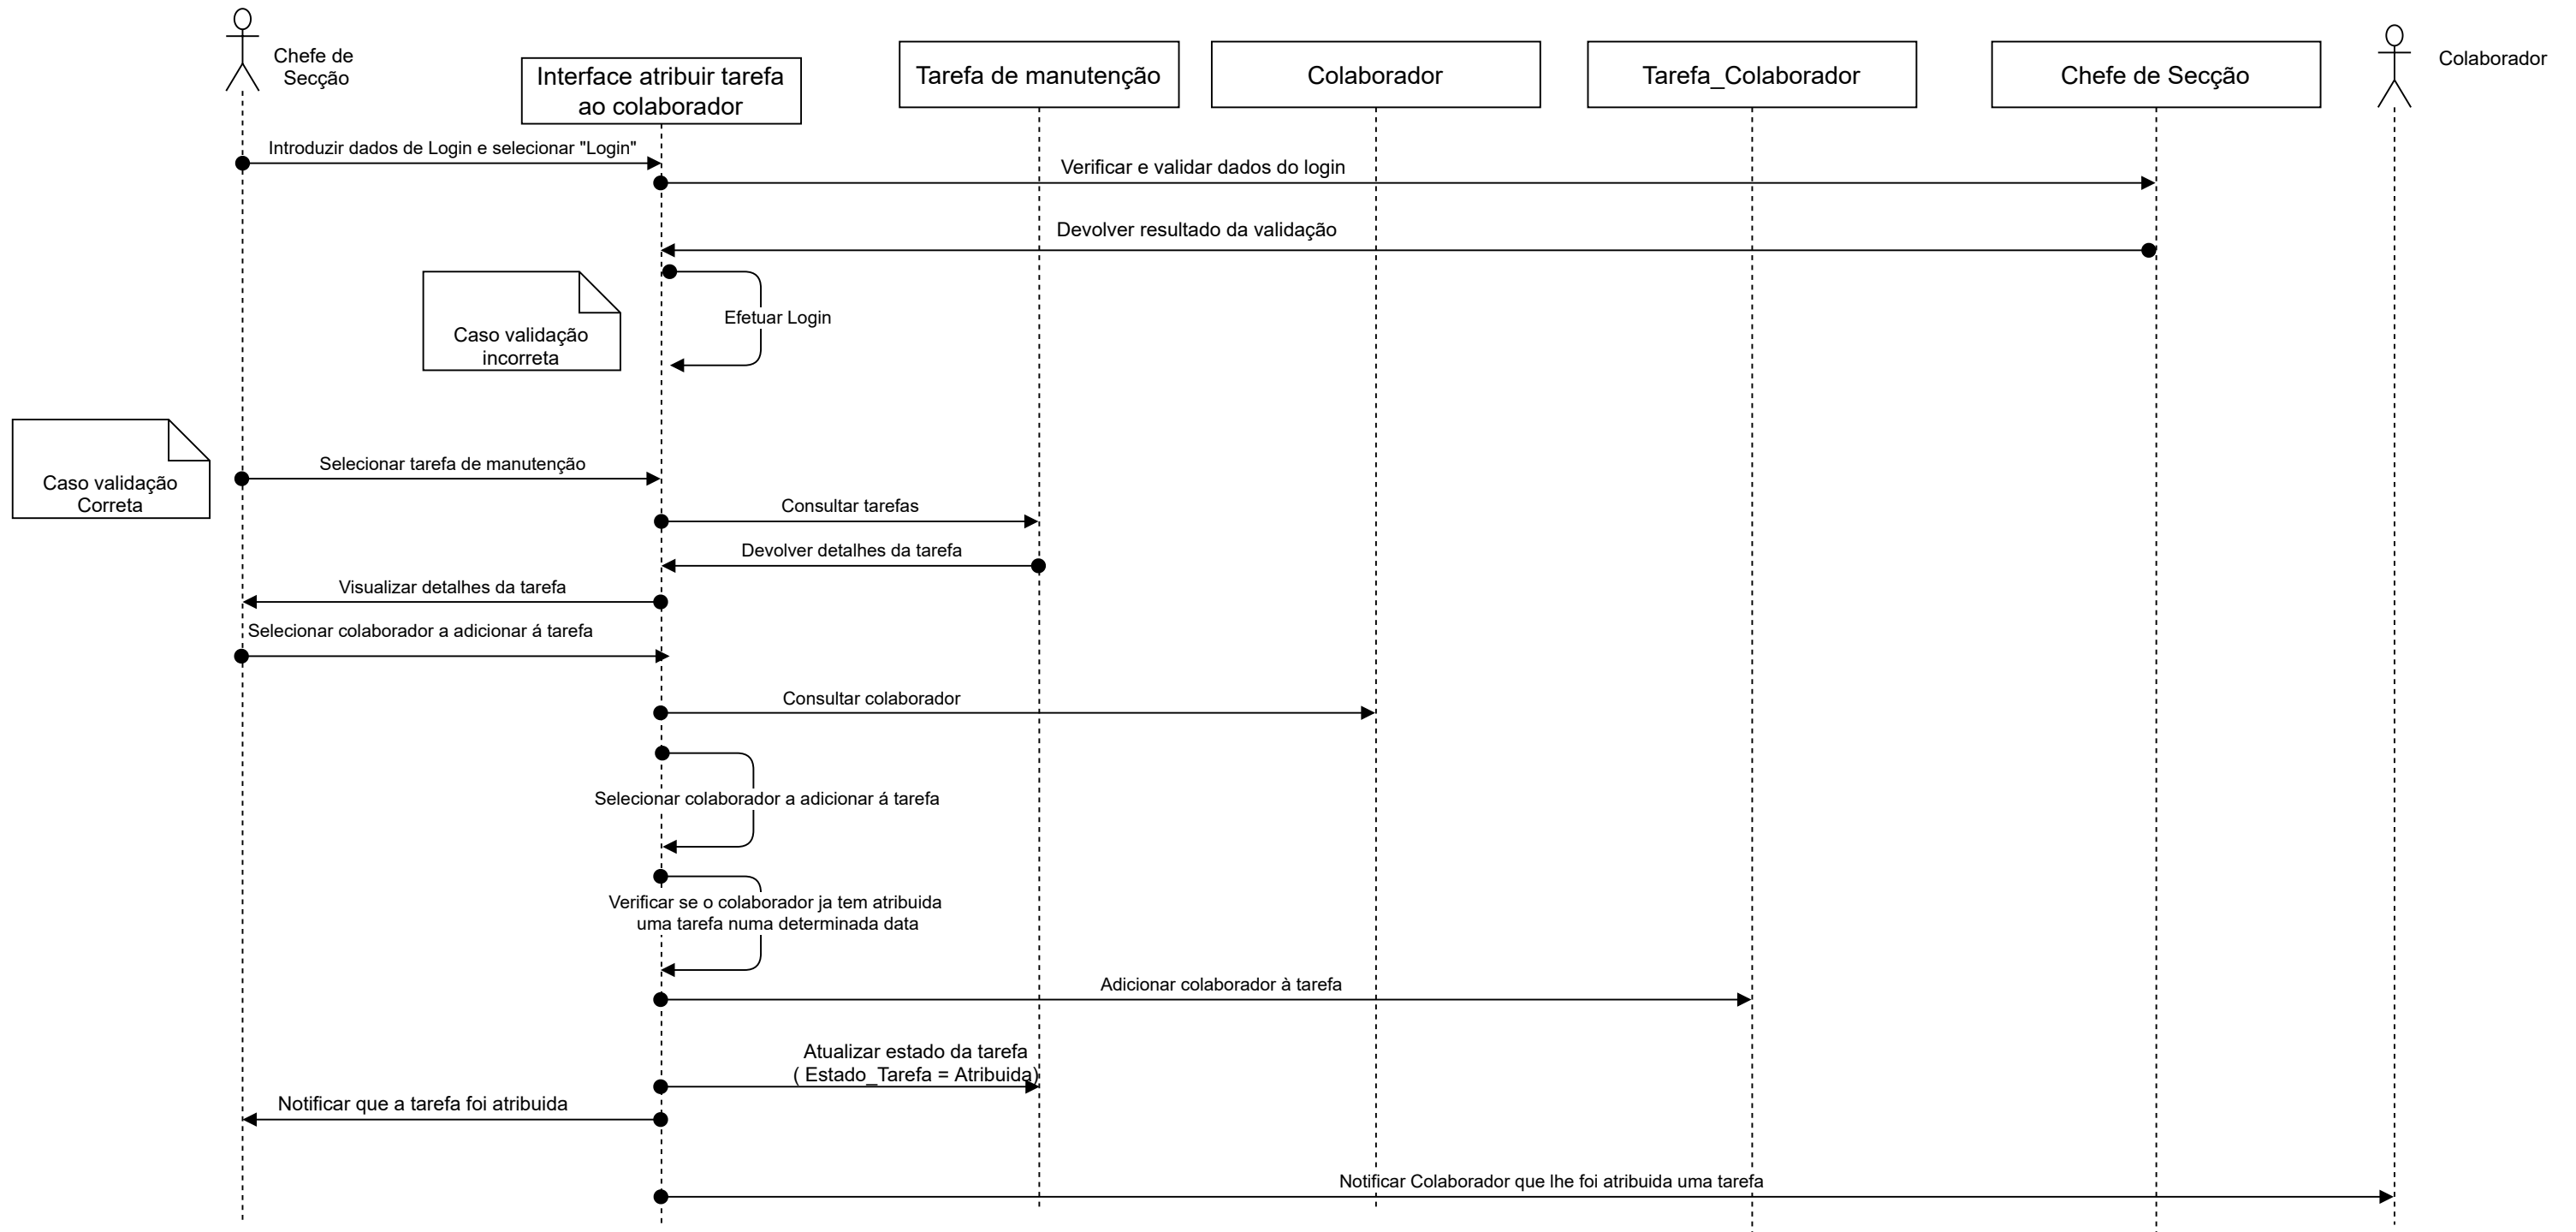 Chefe de
Secção
Interface atribuir tarefa
ao colaborador
Tarefa de manutenção
Colaborador
Tarefa_Colaborador
Chefe de Secção
Colaborador
Introduzir dados de Login e selecionar "Login"
Verificar e validar dados do login
Devolver resultado da validação
Efetuar Login
Caso validação
incorreta
Caso validação
Correta
Selecionar tarefa de manutenção
Consultar tarefas
Devolver detalhes da tarefa
Visualizar detalhes da tarefa
Selecionar colaborador a adicionar á tarefa
Consultar colaborador
Selecionar colaborador a adicionar á tarefa
Verificar se o colaborador ja tem atribuida
uma tarefa numa determinada data
Adicionar colaborador à tarefa
Atualizar estado da tarefa
( Estado_Tarefa = Atribuida)
Notificar que a tarefa foi atribuida
Notificar Colaborador que lhe foi atribuida uma tarefa